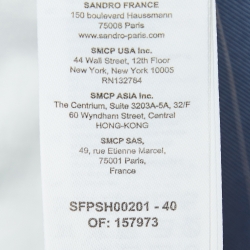 SANDRO FRANCE
150 boulevard Haussmann
75008 Paris
www.sandro-paris.com
SMCP USA Inc.
44 Wall Street, 12th Floor
New York, New York 10005
RN132784
SMCP ASIA Inc.
The Centrium, Suite 3203A-5A, 32/F
60 Wyndham Street, Central
HONG-KONG
SMCP SAS,
49, rue Etienne Marcel,
75001 Paris,
France
SFPSH00201 - 40
OF: 157973